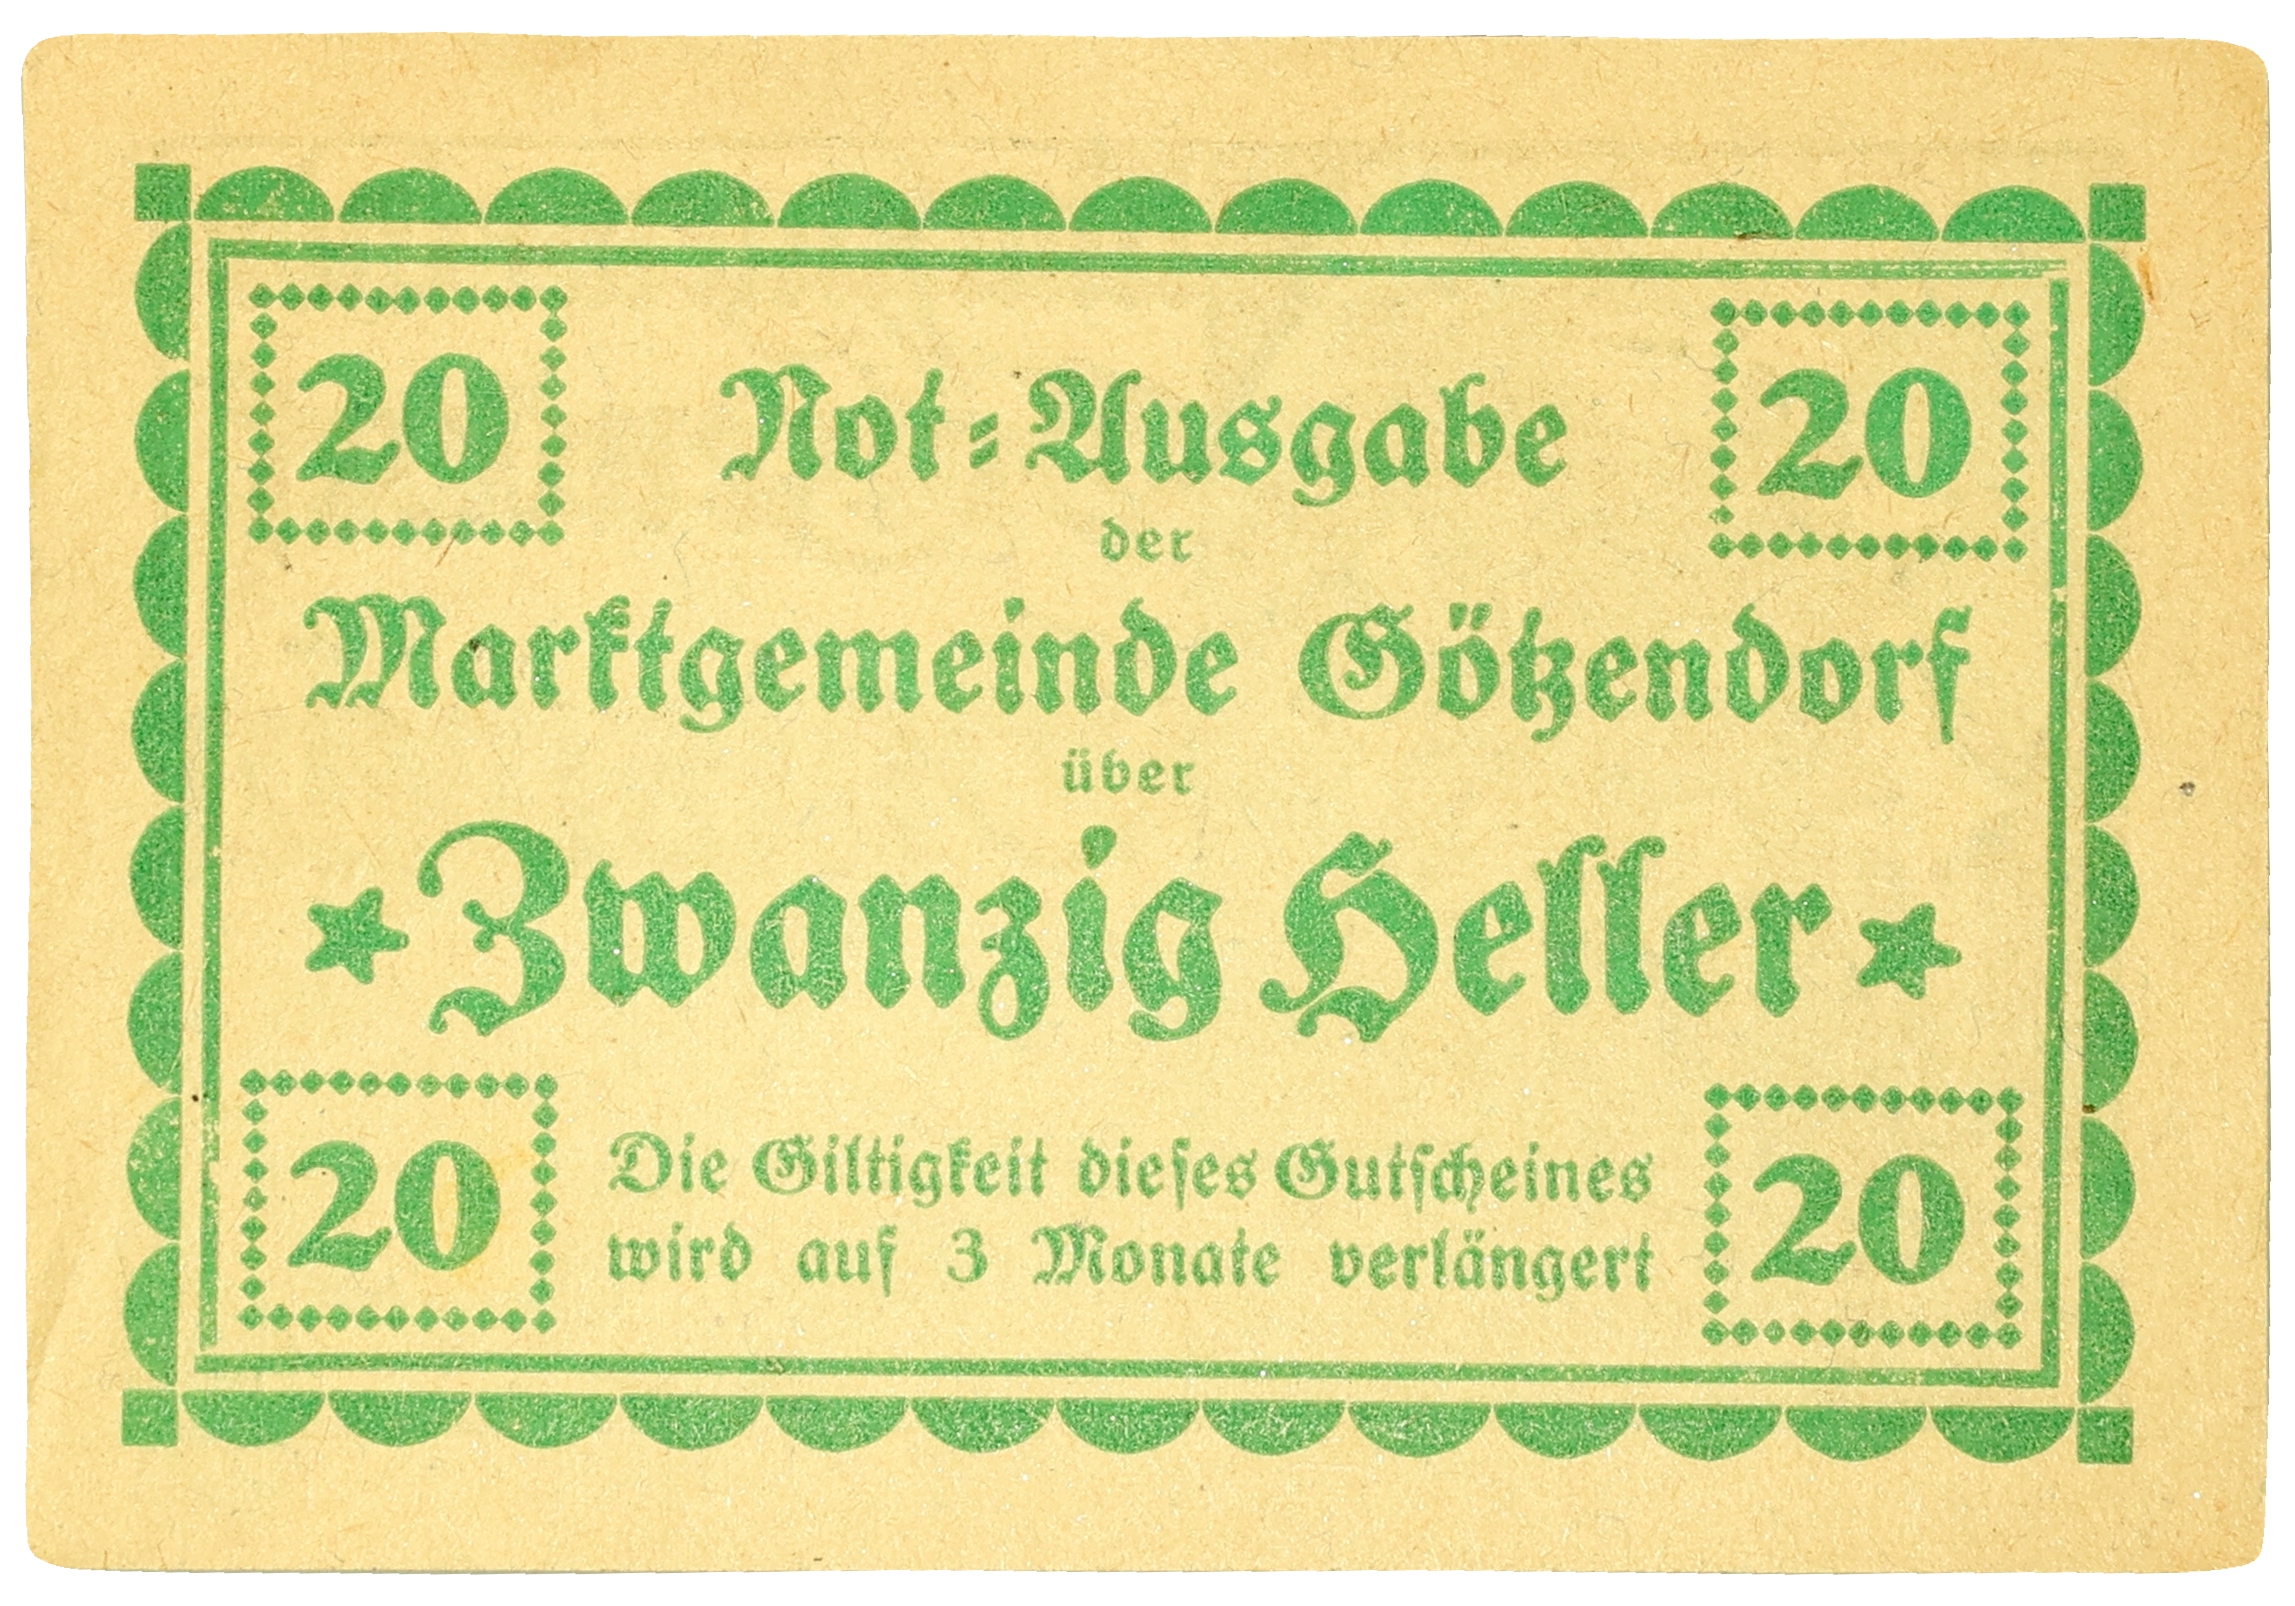 20 Not-Ausgabe 20
der
Marktgemeinde Götzendorf
über
Zwanzig Heller
20 Die Giltigkeit dieses Gutscheines 20
wird auf 3 Monate verlängert